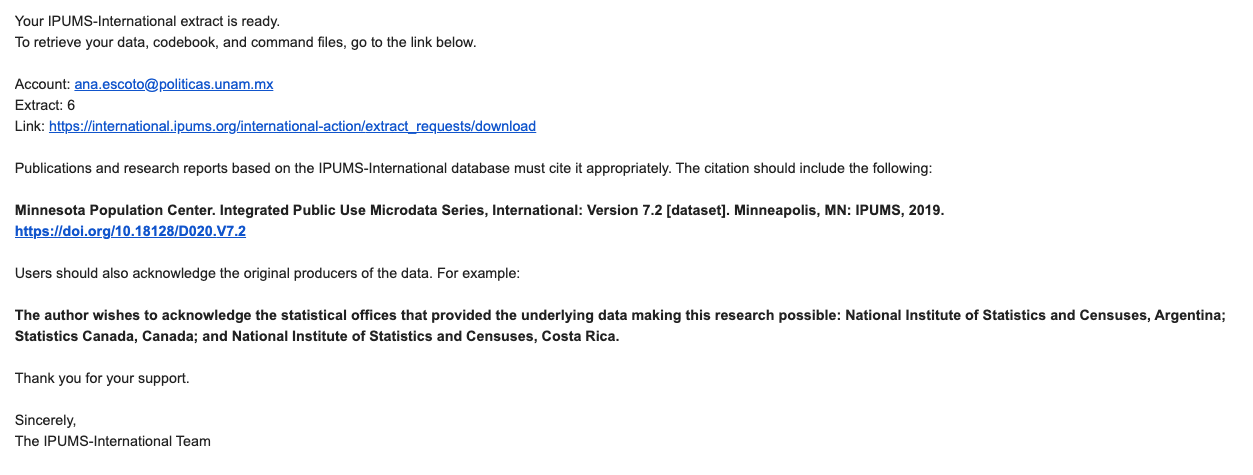 Your IPUMS-International extract is ready.
To retrieve your data, codebook, and command files, go to the link below.
Account: ana.escoto@politicas.unam.mx
Extract: 6
Link: https://international.ipums.org/international-action/extract_requests/download
Publications and research reports based on the IPUMS-International database must cite it appropriately. The citation should include the following:
Minnesota Population Center. Integrated Public Use Microdata Series, International: Version 7.2 [dataset]. Minneapolis, MN: IPUMS, 2019.
https://doi.org/10.18128/D020.V7.2
Users should also acknowledge the original producers of the data. For example:
The author wishes to acknowledge the statistical offices that provided the underlying data making this research possible: National Institute of Statistics and Censuses, Argentina;
Statistics Canada, Canada; and National Institute of Statistics and Censuses, Costa Rica.
Thank you for your support.
Sincerely,
The IPUMS-International Team